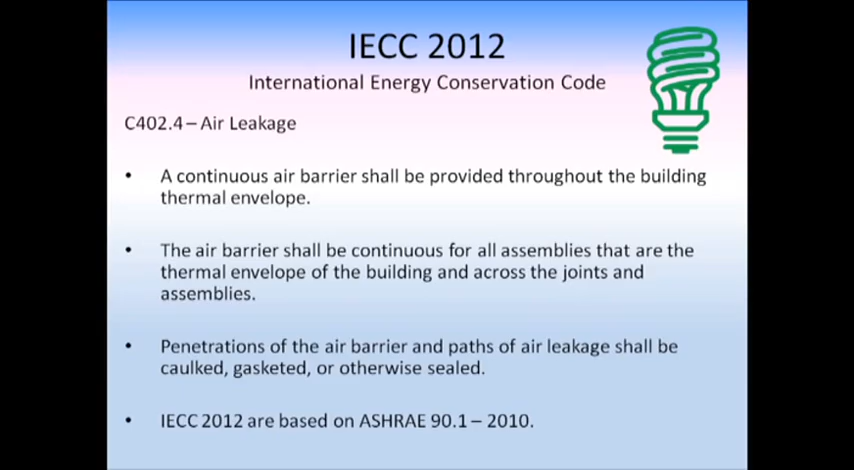 IECC 2012
International Energy Conservation Code
C402.4 – Air Leakage
• A continuous air barrier shall be provided throughout the building
thermal envelope.
• The air barrier shall be continuous for all assemblies that are the
thermal envelope of the building and across the joints and
assemblies.
• Penetrations of the air barrier and paths of air leakage shall be
caulked, gasketed, or otherwise sealed.
• IECC 2012 are based on ASHRAE 90.1 – 2010.